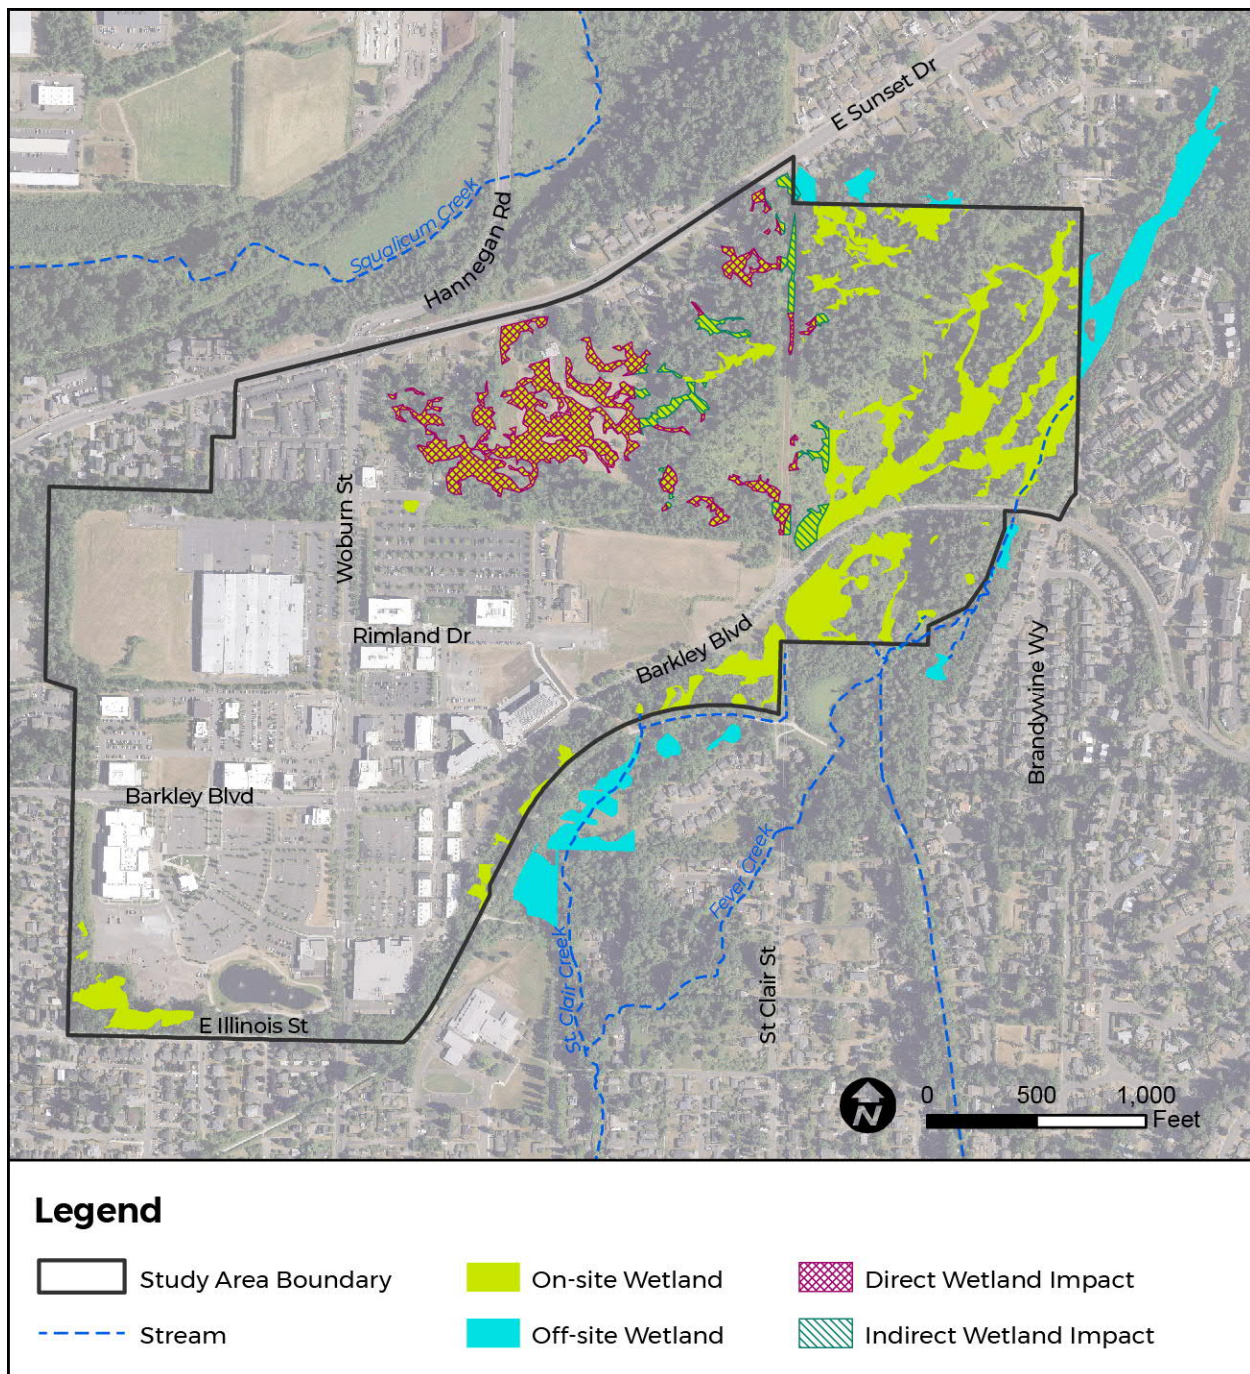 E Sunset Dr
Squalicum Creek
Hannegan Rd
Woburn St
Rimland Dr
Barkley Blvd
Brandywine Wy
Barkley Blvd
Fever Creek
St Clair Creek
St Clair St
E Illinois St
N
0 500 1,000
Feet
Legend
Study Area Boundary
On-site Wetland
Direct Wetland Impact
Stream
Off-site Wetland
Indirect Wetland Impact